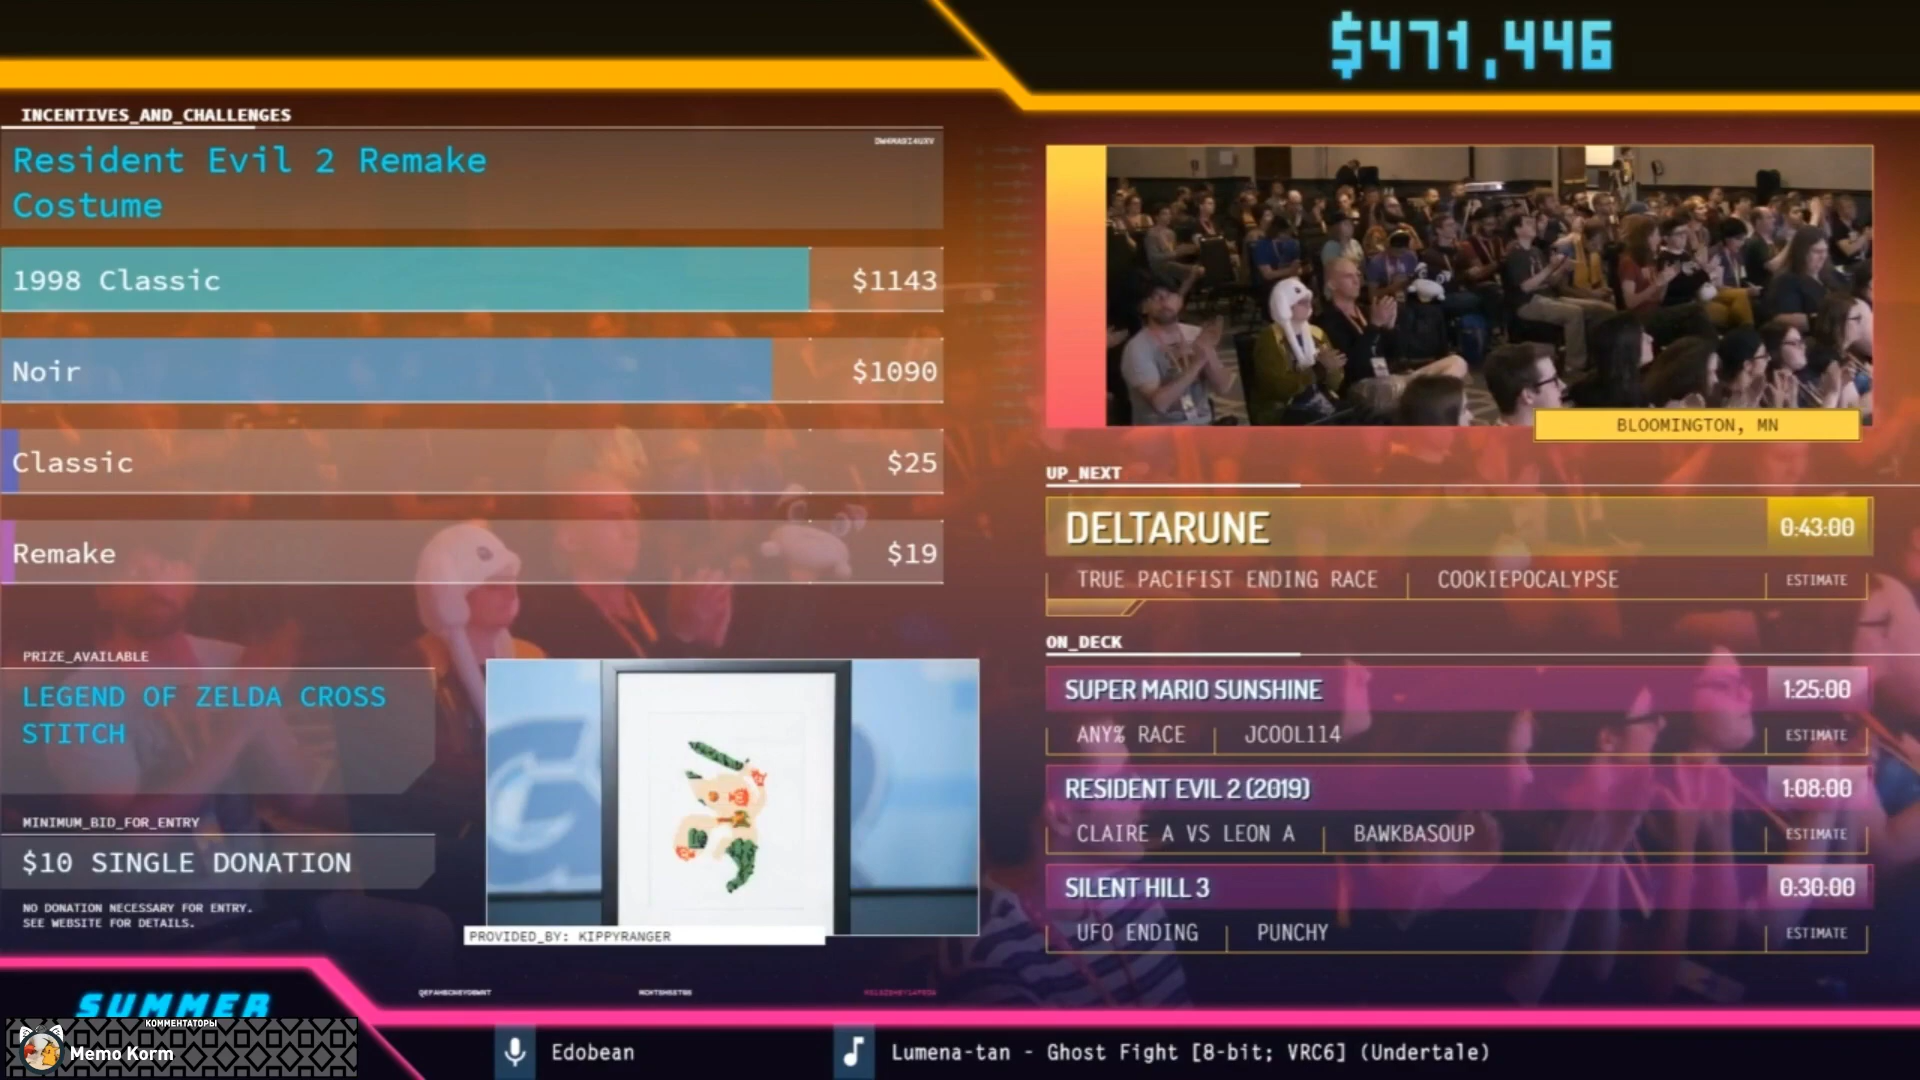 $471,446
INCENTIVES_AND_CHALLENGES
Resident Evil 2 Remake
Costume
1998 Classic $1143
Noir $1090
Classic $25
Remake $19
PRIZE_AVAILABLE
LEGEND OF ZELDA CROSS
STITCH
MINIMUM_BID_FOR_ENTRY
$10 SINGLE DONATION
NO DONATION NECESSARY FOR ENTRY.
SEE WEBSITE FOR DETAILS.
PROVIDED_BY: KIPPYRANGER
BLOOMINGTON, MN
UP_NEXT
DELTARUNE 0:43:00
TRUE PACIFIST ENDING RACE COOKIEPOCALYPSE ESTIMATE
ON_DECK
SUPER MARIO SUNSHINE 1:25:00
ANY% RACE JCOOL114 ESTIMATE
RESIDENT EVIL 2 (2019) 1:08:00
CLAIRE A VS LEON A BAWKBASOUP ESTIMATE
SILENT HILL 3 0:30:00
UFO ENDING PUNCHY ESTIMATE
SUMMER
КОММЕНТАТОРЫ
Memo Korm
Edobean
Lumena-tan - Ghost Fight [8-bit; VRC6] (Undertale)